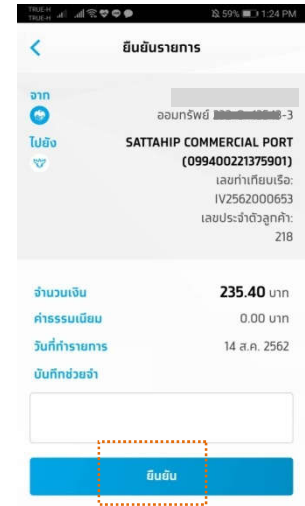 TRUE-H
TRUE-H
59% 1:24 PM
ยืนยันรายการ
จาก
ออมทรัพย์ -3
ไปยัง SATTAHIP COMMERCIAL PORT
(099400221375901)
เลขท่าเทียบเรือ:
IV2562000653
เลขประจำตัวลูกค้า:
218
จำนวนเงิน 235.40 บาท
ค่าธรรมเนียม 0.00 บาท
วันที่ทำรายการ 14 ส.ค. 2562
บันทึกช่วยจำ
ยืนยัน